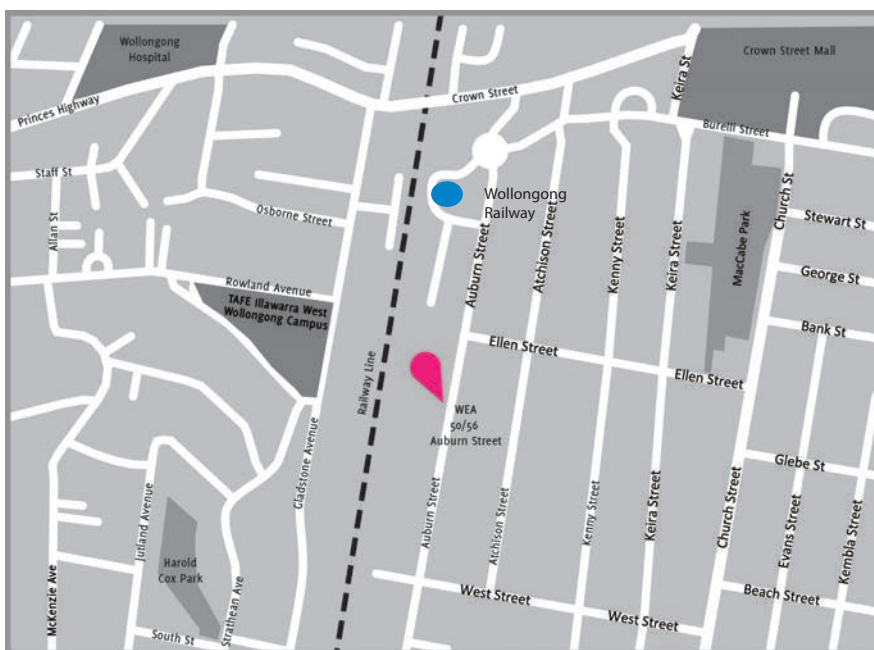 Wollongong
Hospital
Crown Street Mall
Keira St
Princes Highway
Crown Street
Burelli Street
Staff St
Allan St
Osborne Street
Wollongong
Railway
Church St
Stewart St
Auburn Street
Atchison Street
Kenny Street
Keira Street
MacCabe Park
George St
Rowland Avenue
TAFE Illawarra West
Wollongong Campus
Bank St
Ellen Street
Ellen Street
Railway Line
WEA
50/56
Auburn Street
Gladstone Avenue
Glebe St
Auburn Street
Atchison Street
Kenny Street
Keira Street
Church Street
Evans Street
Kembla Street
Jutland Avenue
Harold
Cox Park
McKenzie Ave
Strathean Ave
South St
West Street
West Street
Beach Street